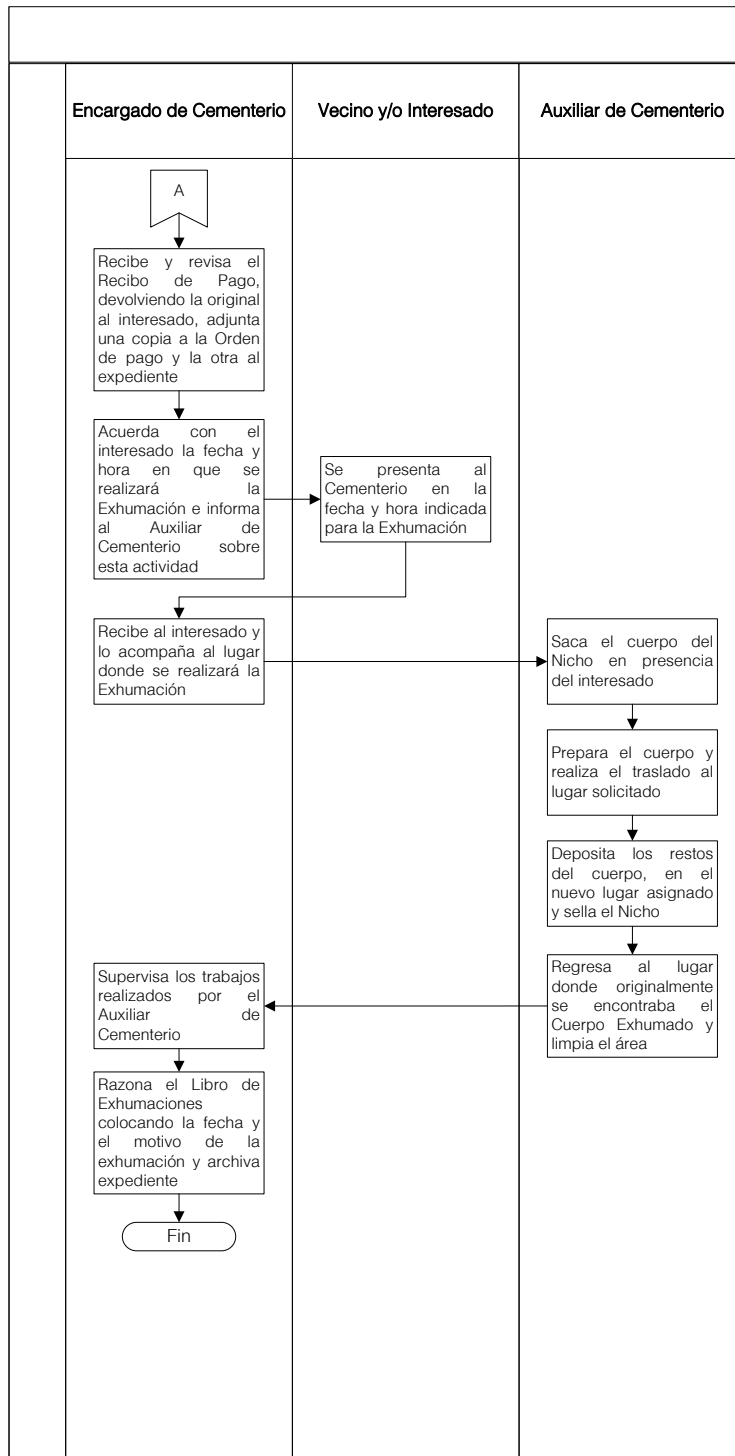 Encargado de Cementerio
Vecino y/o Interesado
Auxiliar de Cementerio
A
Recibe y revisa el
Recibo de Pago,
devolviendo la original
al interesado, adjunta
una copia a la Orden
de pago y la otra al
expediente
Acuerda con el
interesado la fecha y
hora en que se
realizará la
Exhumación e informa
al Auxiliar de
Cementerio sobre
esta actividad
Se presenta al
Cementerio en la
fecha y hora indicada
para la Exhumación
Recibe al interesado y
lo acompaña al lugar
donde se realizará la
Exhumación
Saca el cuerpo del
Nicho en presencia
del interesado
Prepara el cuerpo y
realiza el traslado al
lugar solicitado
Deposita los restos
del cuerpo, en el
nuevo lugar asignado
y sella el Nicho
Regresa al lugar
donde originalmente
se encontraba el
Cuerpo Exhumado y
limpia el área
Supervisa los trabajos
realizados por el
Auxiliar de
Cementerio
Razona el Libro de
Exhumaciones
colocando la fecha y
el motivo de la
exhumación y archiva
expediente
Fin